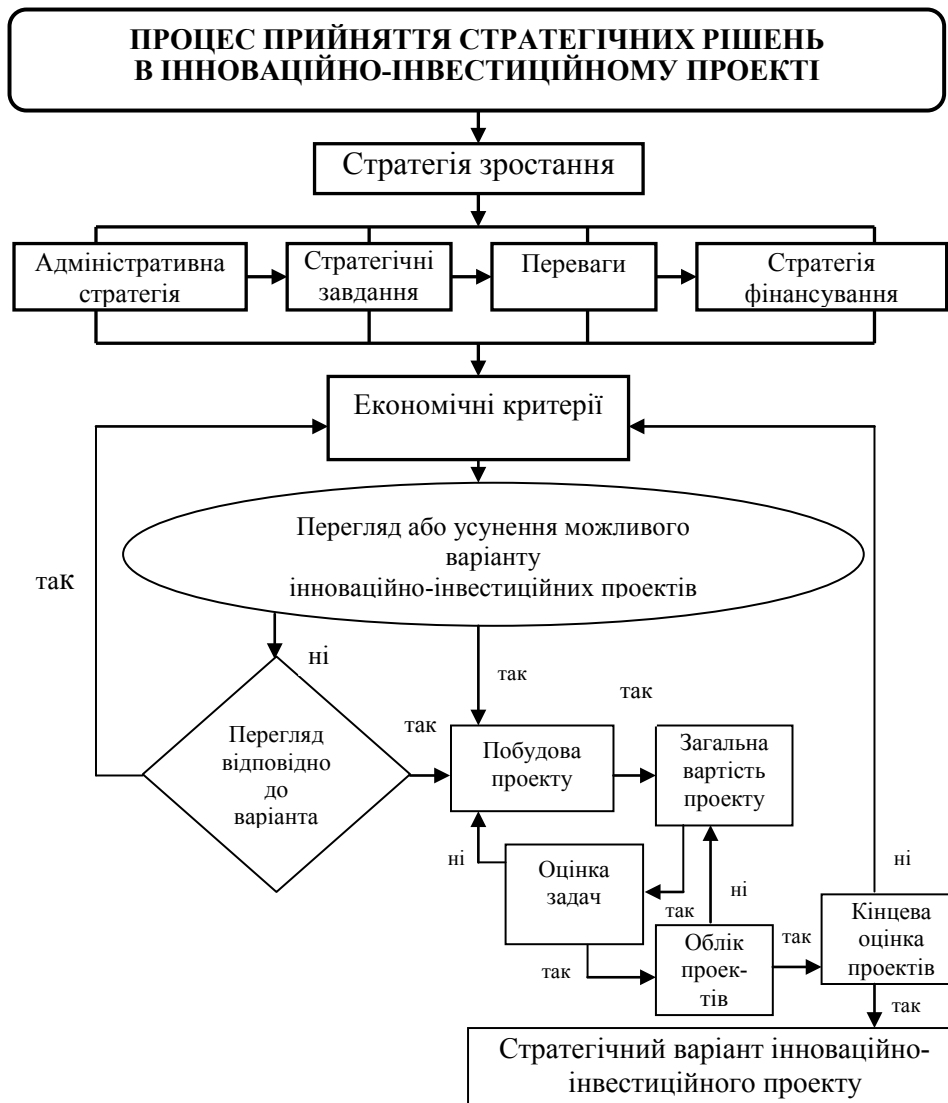 ПРОЦЕС ПРИЙНЯТТЯ СТРАТЕГІЧНИХ РІШЕНЬ
В ІННОВАЦІЙНО-ІНВЕСТИЦІЙНОМУ ПРОЕКТІ
Стратегія зростання
Адміністративна
стратегія
Стратегічні
завдання
Переваги
Стратегія
фінансування
Економічні критерії
Перегляд або усунення можливого
варіанту
інноваційно-інвестиційних проектів
так
ні
так
так
так
Перегляд
відповідно
до
варіанта
Побудова
проекту
Загальна
вартість
проекту
ні
Оцінка
задач
ні
ні
так
так
так
Облік
проек-
тів
Кінцева
оцінка
проектів
так
Стратегічний варіант інноваційно-
інвестиційного проекту